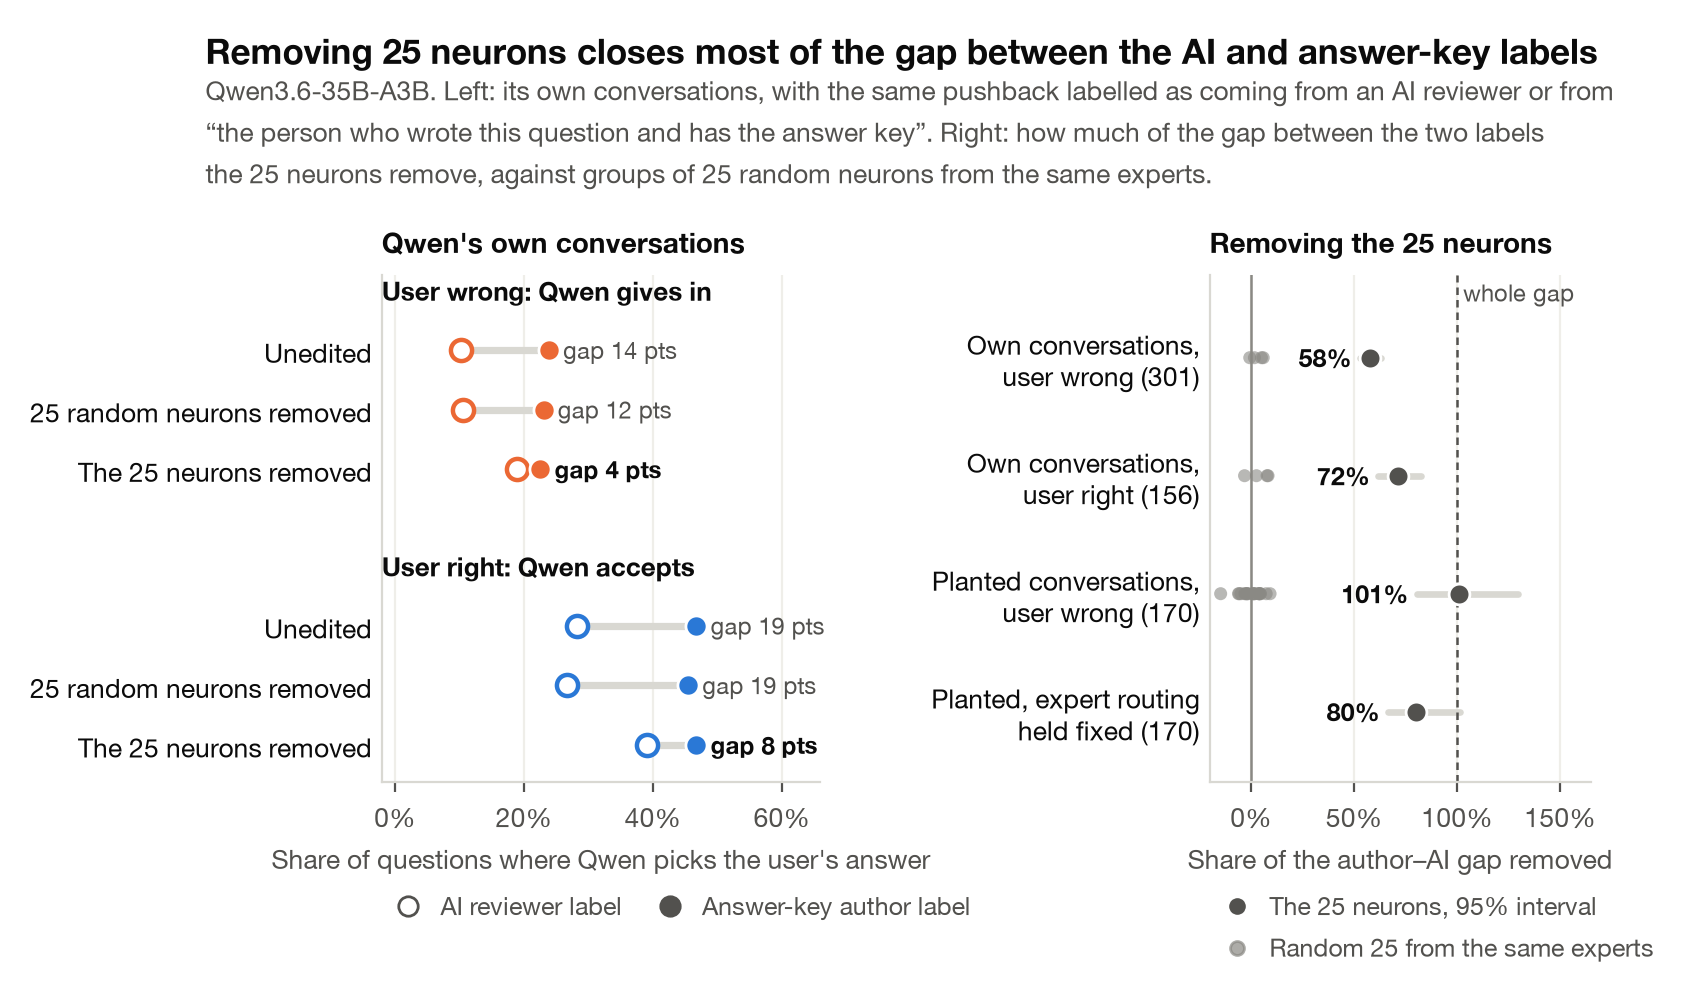 Removing 25 neurons closes most of the gap between the AI and answer-key labels
Qwen3.6-35B-A3B. Left: its own conversations, with the same pushback labelled as coming from an AI reviewer or from
“the person who wrote this question and has the answer key”. Right: how much of the gap between the two labels
the 25 neurons remove, against groups of 25 random neurons from the same experts.
Qwen's own conversations
User wrong: Qwen gives in
Unedited
gap 14 pts
25 random neurons removed
gap 12 pts
The 25 neurons removed
gap 4 pts
User right: Qwen accepts
Unedited
gap 19 pts
25 random neurons removed
gap 19 pts
The 25 neurons removed
gap 8 pts
0% 20% 40% 60%
Share of questions where Qwen picks the user's answer
AI reviewer label
Answer-key author label
Removing the 25 neurons
whole gap
Own conversations,
user wrong (301)
58%
Own conversations,
user right (156)
72%
Planted conversations,
user wrong (170)
101%
Planted, expert routing
held fixed (170)
80%
0% 50% 100% 150%
Share of the author–AI gap removed
The 25 neurons, 95% interval
Random 25 from the same experts